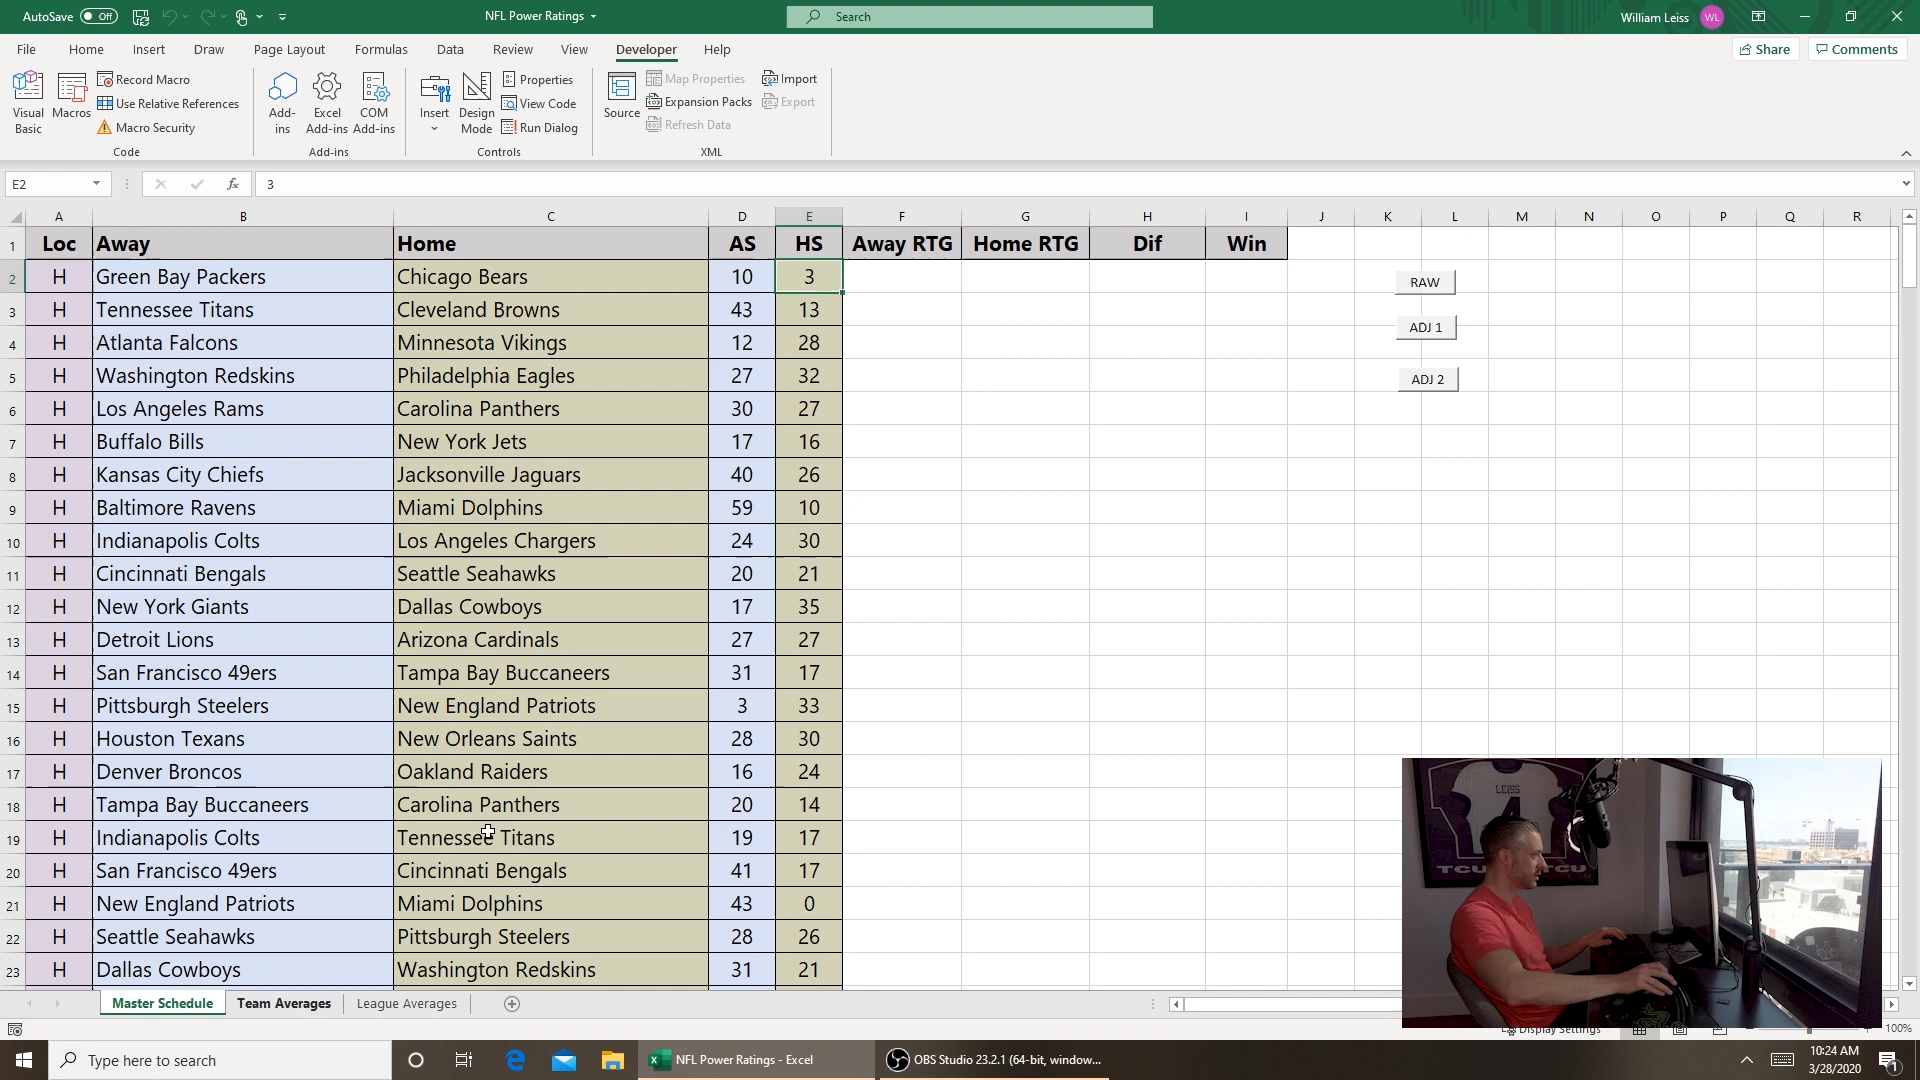 AutoSave Off NFL Power Ratings Search William Leiss WL
File Home Insert Draw Page Layout Formulas Data Review View Developer Help Share Comments
Visual Basic Macros Record Macro Use Relative References Macro Security
Add-ins Excel Add-ins COM Add-ins
Insert Design Mode Properties View Code Run Dialog
Source Map Properties Expansion Packs Refresh Data Import Export
Code Add-ins Controls XML
E2 fx 3
A B C D E F G H I J K L M N O P Q R
1 Loc Away Home AS HS Away RTG Home RTG Dif Win
2 H Green Bay Packers Chicago Bears 10 3 RAW
3 H Tennessee Titans Cleveland Browns 43 13 ADJ 1
4 H Atlanta Falcons Minnesota Vikings 12 28
5 H Washington Redskins Philadelphia Eagles 27 32 ADJ 2
6 H Los Angeles Rams Carolina Panthers 30 27
7 H Buffalo Bills New York Jets 17 16
8 H Kansas City Chiefs Jacksonville Jaguars 40 26
9 H Baltimore Ravens Miami Dolphins 59 10
10 H Indianapolis Colts Los Angeles Chargers 24 30
11 H Cincinnati Bengals Seattle Seahawks 20 21
12 H New York Giants Dallas Cowboys 17 35
13 H Detroit Lions Arizona Cardinals 27 27
14 H San Francisco 49ers Tampa Bay Buccaneers 31 17
15 H Pittsburgh Steelers New England Patriots 3 33
16 H Houston Texans New Orleans Saints 28 30
17 H Denver Broncos Oakland Raiders 16 24
18 H Tampa Bay Buccaneers Carolina Panthers 20 14
19 H Indianapolis Colts Tennessee Titans 19 17
20 H San Francisco 49ers Cincinnati Bengals 41 17
21 H New England Patriots Miami Dolphins 43 0
22 H Seattle Seahawks Pittsburgh Steelers 28 26
23 H Dallas Cowboys Washington Redskins 31 21
LEISS
4
TCU TCU
Master Schedule Team Averages League Averages
Display Settings 100%
Type here to search NFL Power Ratings - Excel OBS Studio 23.2.1 (64-bit, window... 10:24 AM
3/28/2020 1